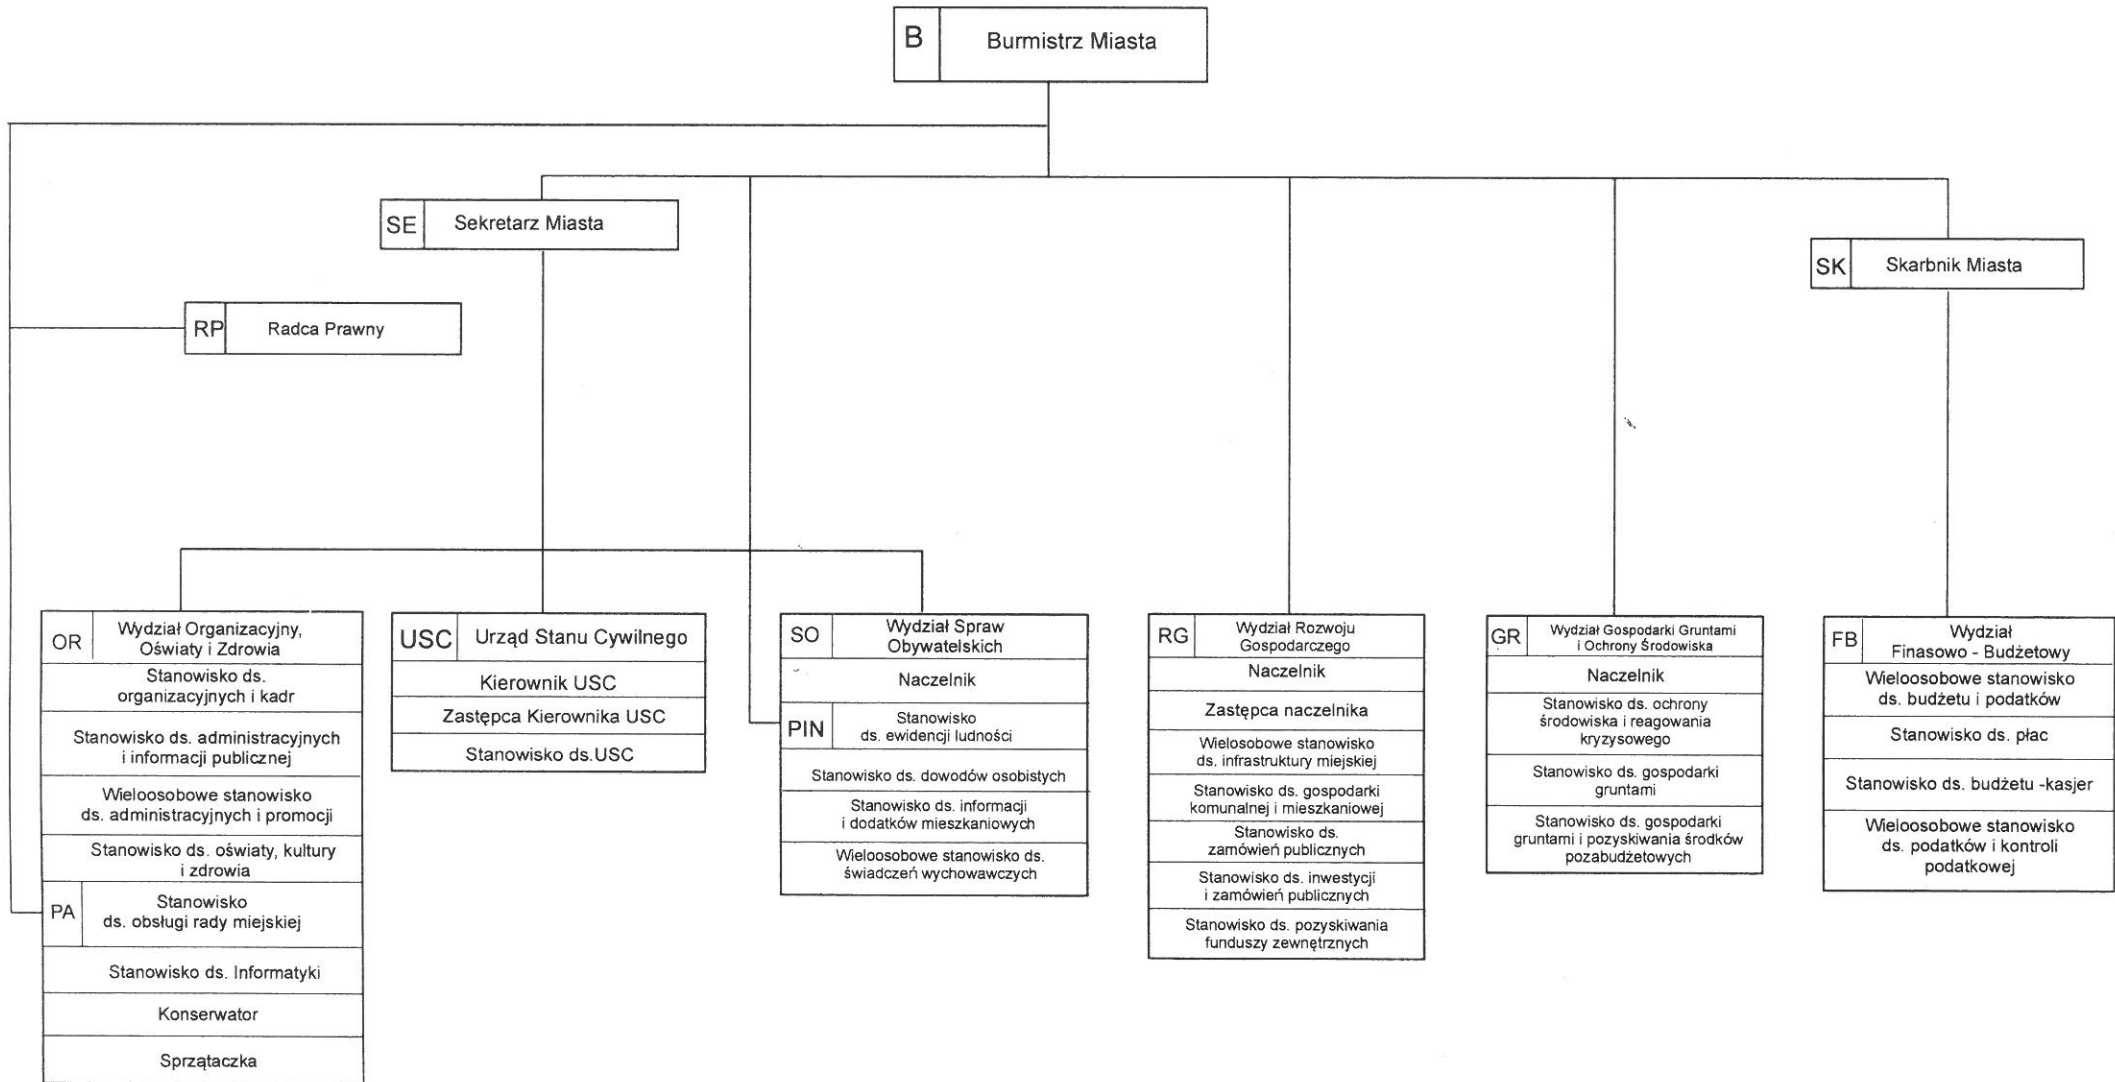 B
Burmistrz Miasta
SE
Sekretarz Miasta
SK
Skarbnik Miasta
RP
Radca Prawny
OR
Wydział Organizacyjny,
Oświaty i Zdrowia
Stanowisko ds.
organizacyjnych i kadr
Stanowisko ds. administracyjnych
i informacji publicznej
Wieloosobowe stanowisko
ds. administracyjnych i promocji
Stanowisko ds. oświaty, kultury
i zdrowia
PA
Stanowisko
ds. obsługi rady miejskiej
Stanowisko ds. Informatyki
Konserwator
Sprzątaczka
USC
Urząd Stanu Cywilnego
Kierownik USC
Zastępca Kierownika USC
Stanowisko ds.USC
SO
Wydział Spraw
Obywatelskich
Naczelnik
PIN
Stanowisko
ds. ewidencji ludności
Stanowisko ds. dowodów osobistych
Stanowisko ds. informacji
i dodatków mieszkaniowych
Wieloosobowe stanowisko ds.
świadczeń wychowawczych
RG
Wydział Rozwoju
Gospodarczego
Naczelnik
Zastępca naczelnika
Wielosobowe stanowisko
ds. infrastruktury miejskiej
Stanowisko ds. gospodarki
komunalnej i mieszkaniowej
Stanowisko ds.
zamówień publicznych
Stanowisko ds. inwestycji
i zamówień publicznych
Stanowisko ds. pozyskiwania
funduszy zewnętrznych
GR
Wydział Gospodarki Gruntami
i Ochrony Środowiska
Naczelnik
Stanowisko ds. ochrony
środowiska i reagowania
kryzysowego
Stanowisko ds. gospodarki
gruntami
Stanowisko ds. gospodarki
gruntami i pozyskiwania środków
pozabudżetowych
FB
Wydział
Finasowo - Budżetowy
Wieloosobowe stanowisko
ds. budżetu i podatków
Stanowisko ds. płac
Stanowisko ds. budżetu -kasjer
Wieloosobowe stanowisko
ds. podatków i kontroli
podatkowej